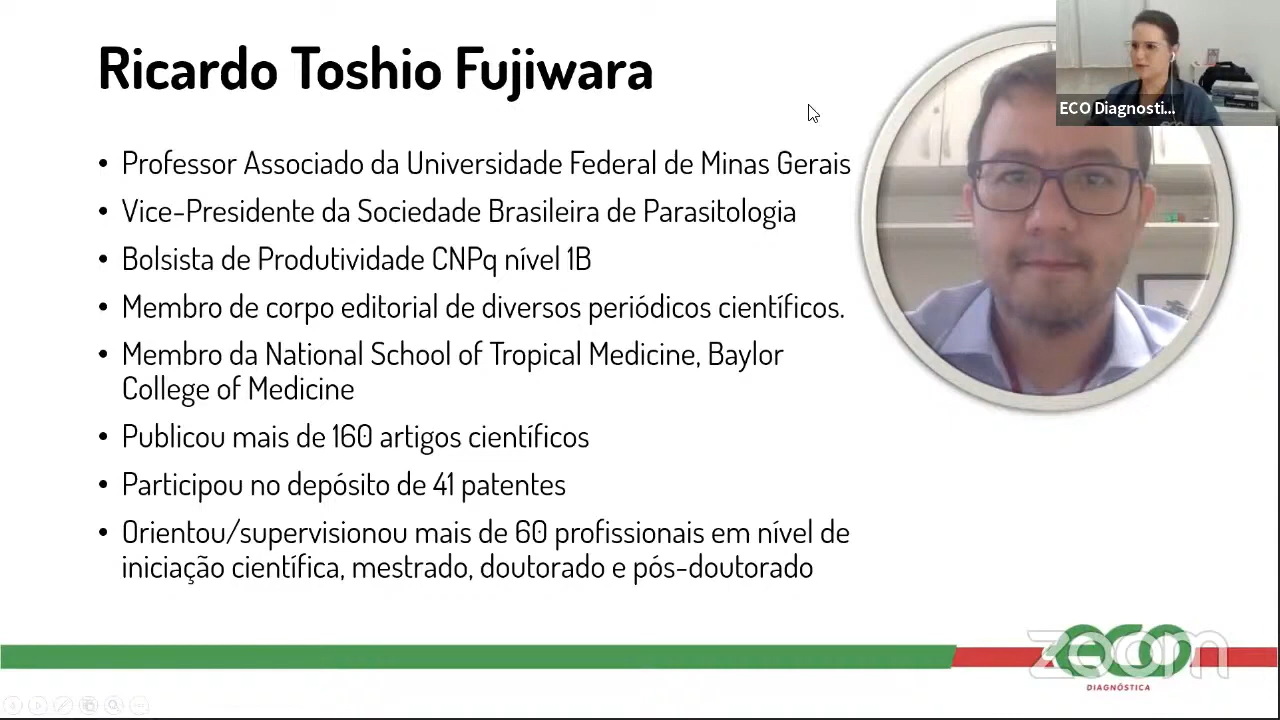 Ricardo Toshio Fujiwara
ECO Diagnosti...
• Professor Associado da Universidade Federal de Minas Gerais
• Vice-Presidente da Sociedade Brasileira de Parasitologia
• Bolsista de Produtividade CNPq nível 1B
• Membro de corpo editorial de diversos periódicos científicos.
• Membro da National School of Tropical Medicine, Baylor
College of Medicine
• Publicou mais de 160 artigos científicos
• Participou no depósito de 41 patentes
• Orientou/supervisionou mais de 60 profissionais em nível de
iniciação científica, mestrado, doutorado e pós-doutorado
zoom
eco
DIAGNÓSTICA